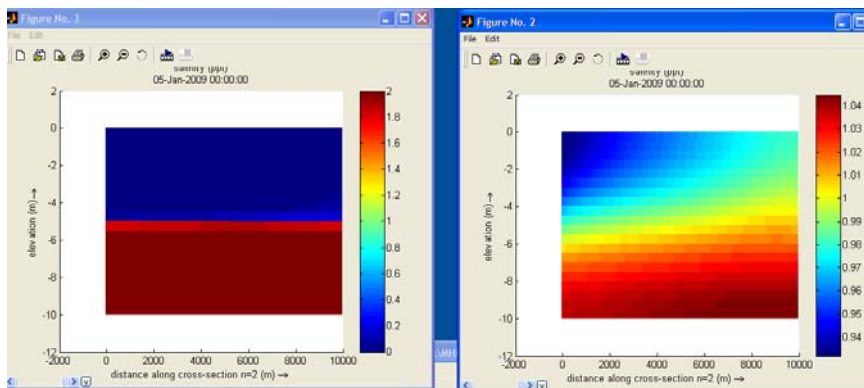 Figure No. 3
File Edit
salinity (ppt)
05-Jan-2009 00:00:00
2
0
-2
-4
-6
-8
-10
-12
elevation (m) →
-2000 0 2000 4000 6000 8000 10000
distance along cross-section n=2 (m) →
2
1.8
1.6
1.4
1.2
1
0.8
0.6
0.4
0.2
0
Figure No. 2
File Edit
salinity (ppt)
05-Jan-2009 00:00:00
2
0
-2
-4
-6
-8
-10
-12
elevation (m) →
-2000 0 2000 4000 6000 8000 10000
distance along cross-section n=2 (m) →
1.04
1.03
1.02
1.01
1
0.99
0.98
0.97
0.96
0.95
0.94